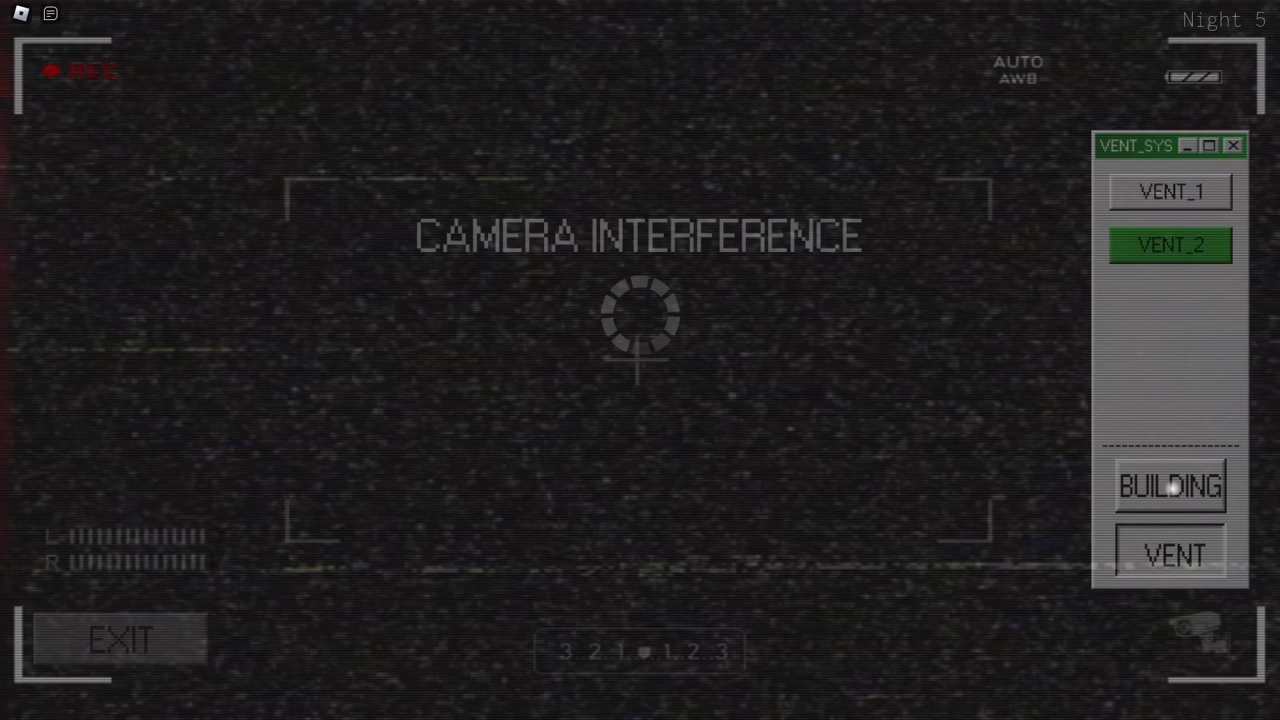 Night 5
REC
AUTO
AWB
VENT_SYS
VENT_1
CAMERA INTERFERENCE
VENT_2
BUILDING
L
R
VENT
EXIT
3..2..1..1..2..3